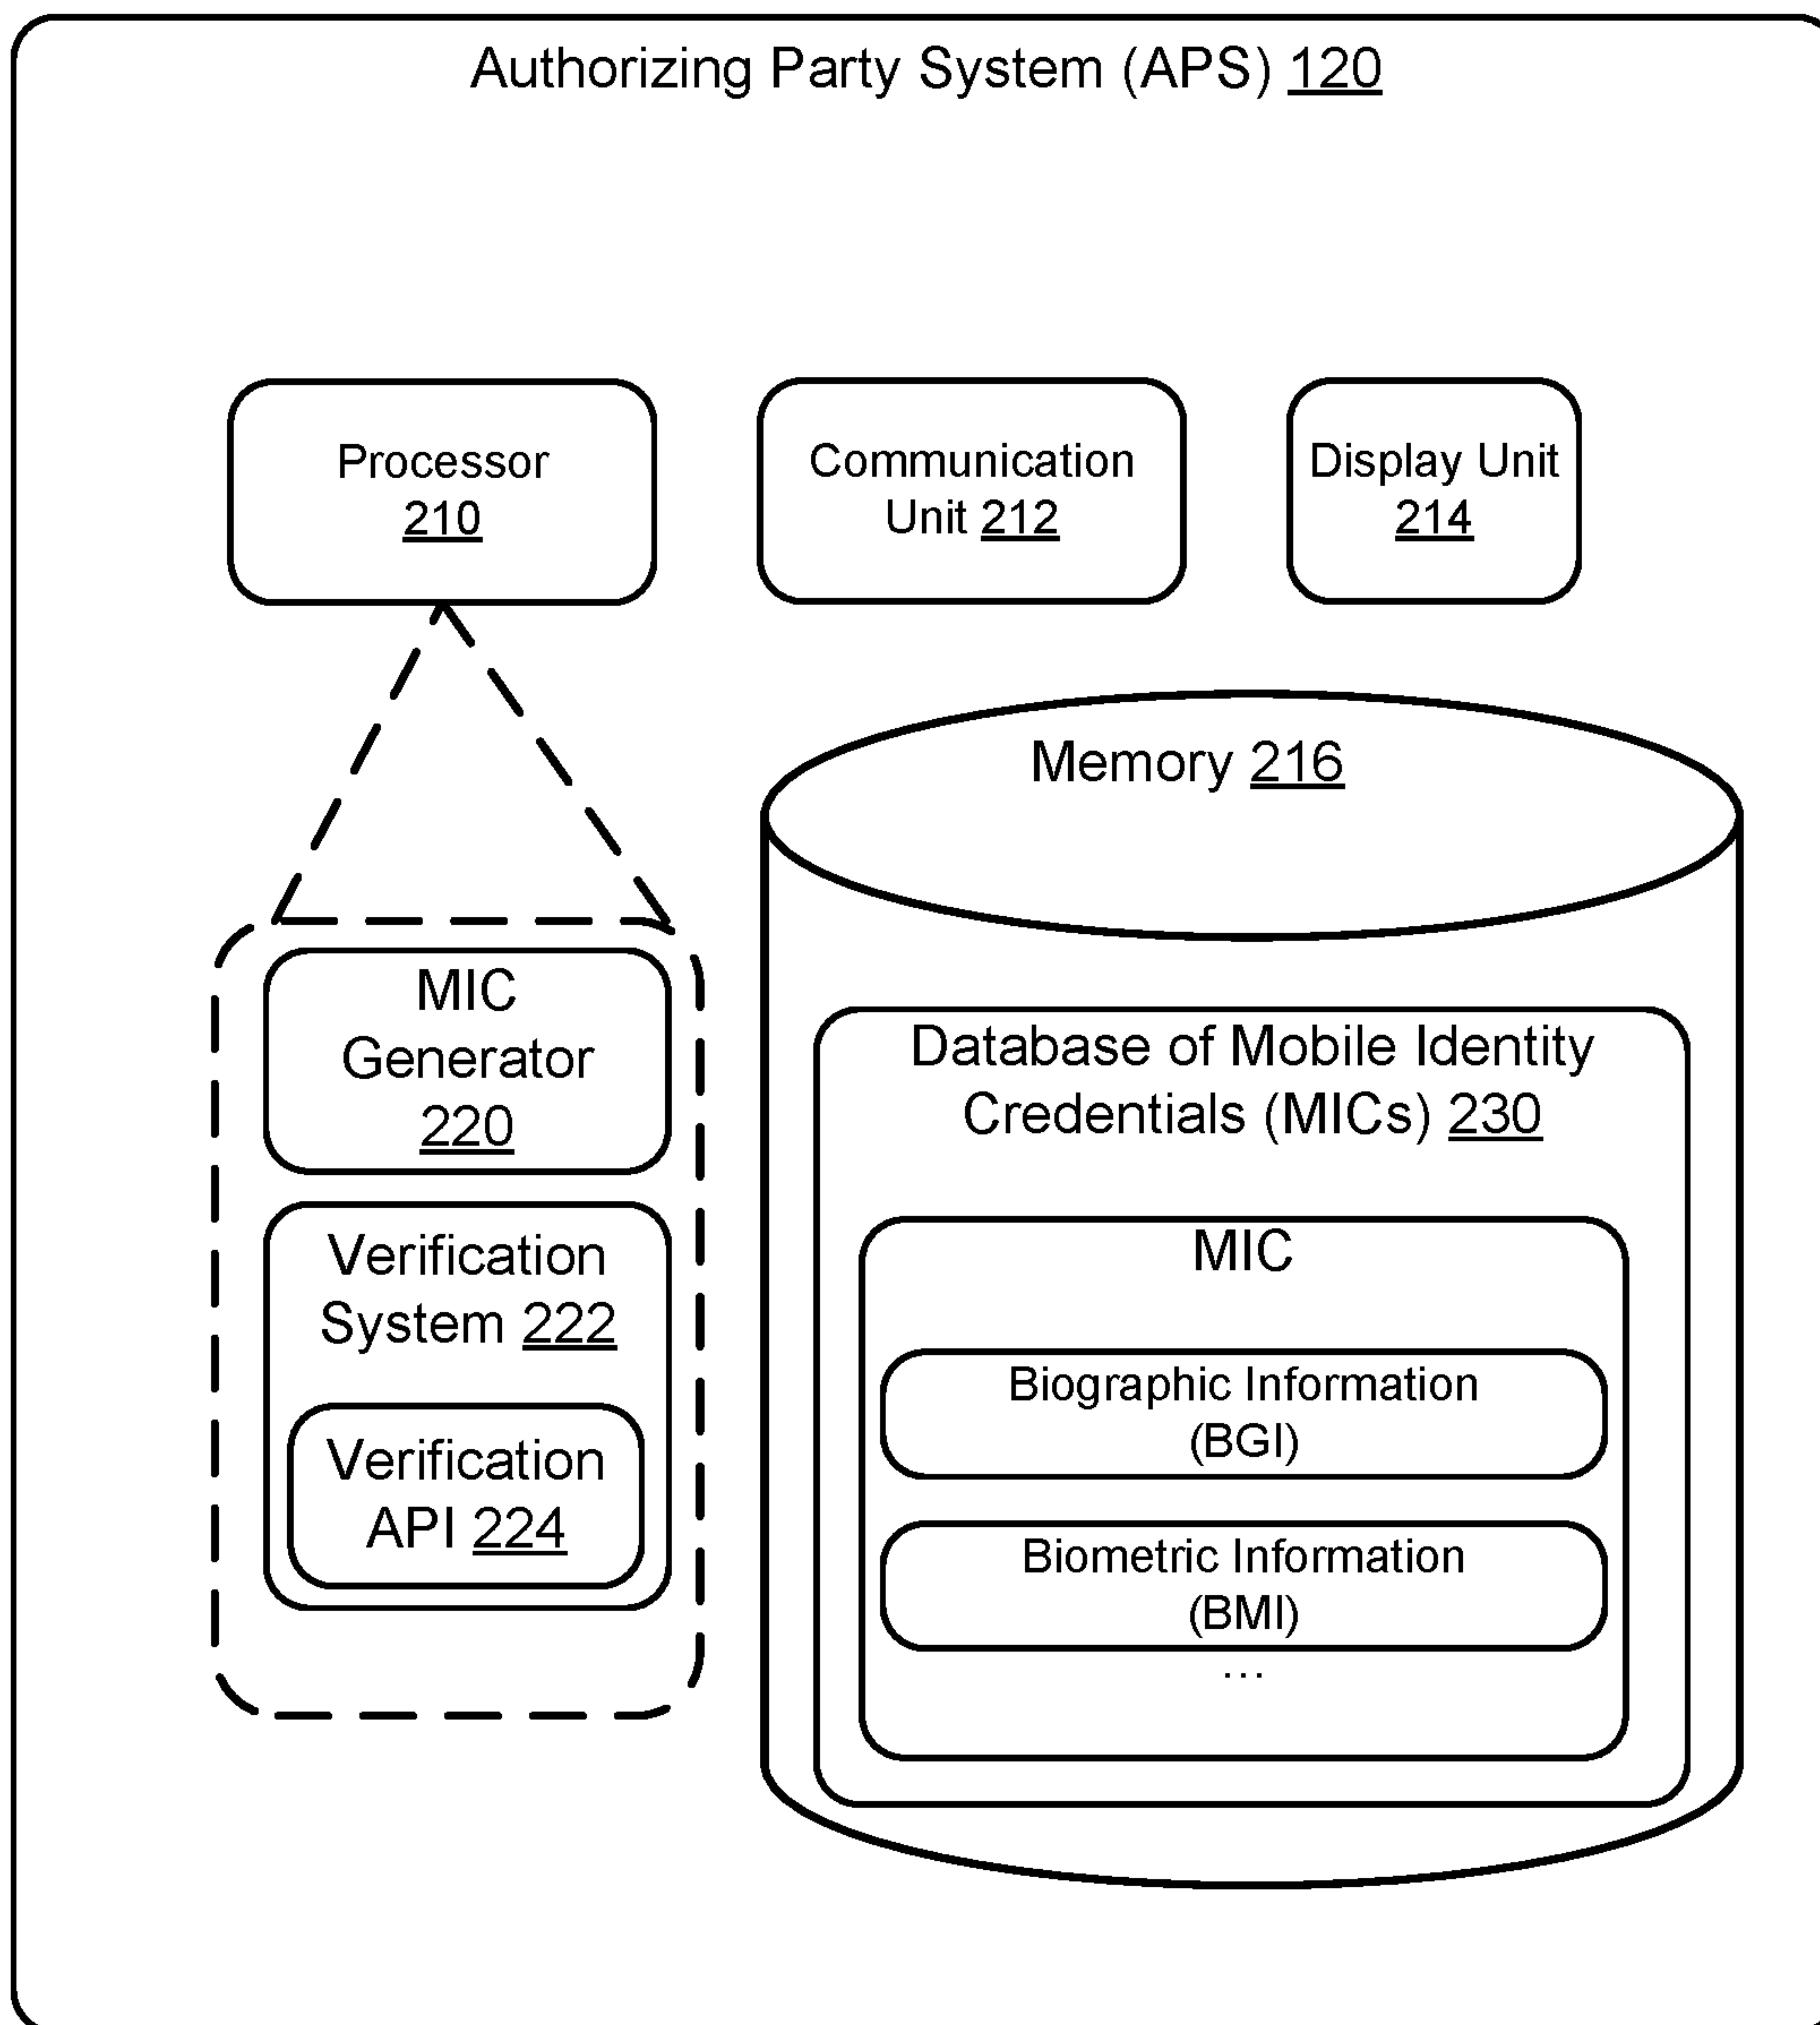 Authorizing Party System (APS) 120
Processor
210
Communication
Unit 212
Display Unit
214
Memory 216
MIC
Generator
220
Verification
System 222
Verification
API 224
Database of Mobile Identity
Credentials (MICs) 230
MIC
Biographic Information
(BGI)
Biometric Information
(BMI)
...